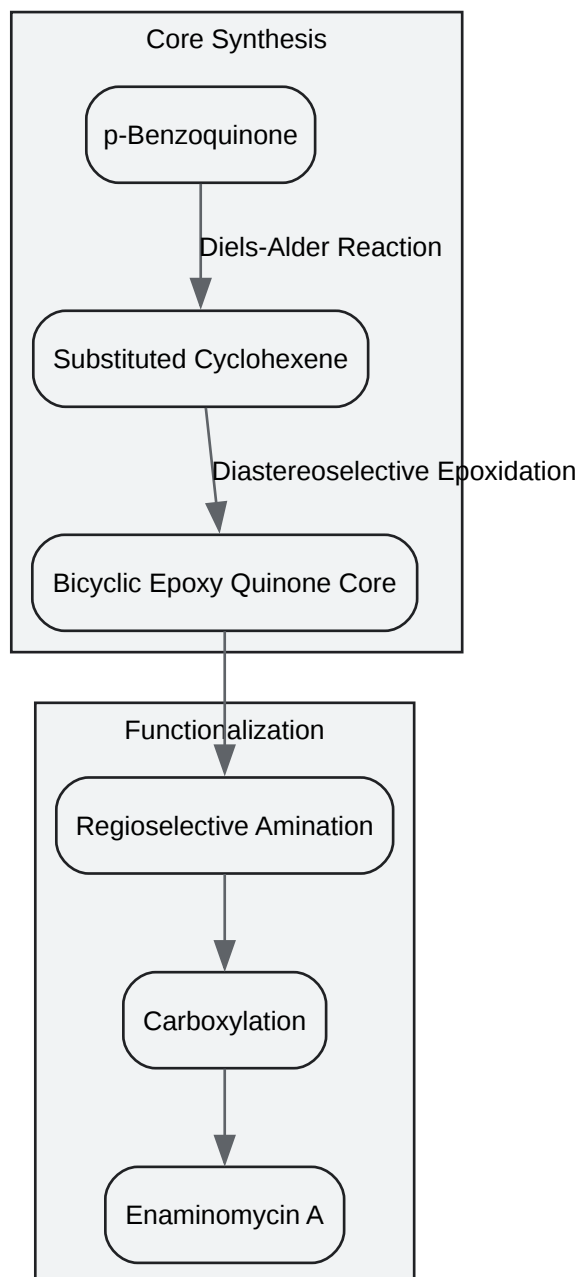 Core Synthesis
p-Benzoquinone
Diels-Alder Reaction
Substituted Cyclohexene
Diastereoselective Epoxidation
Bicyclic Epoxy Quinone Core
Functionalization
Regioselective Amination
Carboxylation
Enaminomycin A